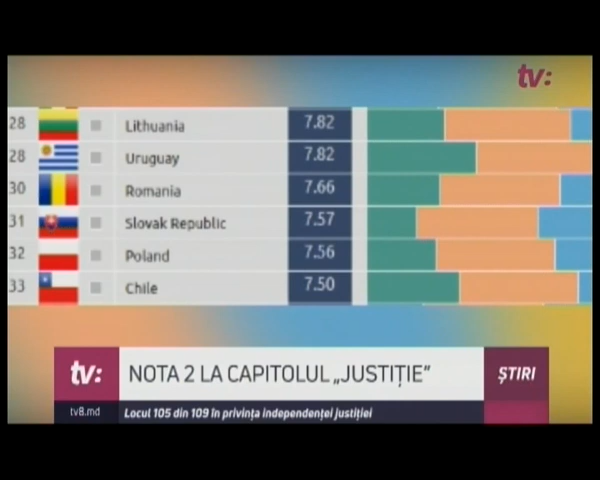 tv:
28 Lithuania 7.82
28 Uruguay 7.82
30 Romania 7.66
31 Slovak Republic 7.57
32 Poland 7.56
33 Chile 7.50
tv: NOTA 2 LA CAPITOLUL „JUSTIȚIE” ȘTIRI
tv8.md Locul 105 din 109 în privința independenței justiției